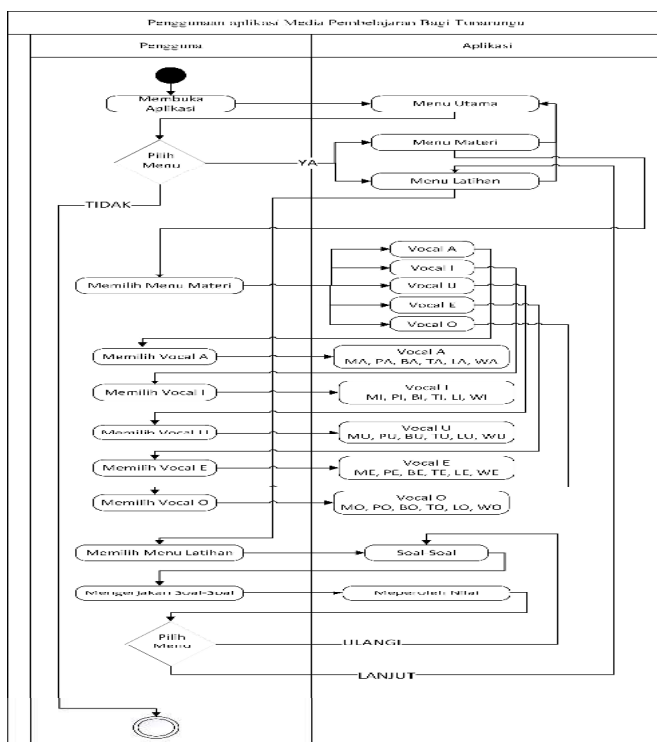 Penggunaan aplikasi Media Pembelajaran Bagi Tunarungu
Pengguna
Aplikasi
Membuka
Aplikasi
Menu Utama
Pilih
Menu
YA
Menu Materi
Menu Latihan
TIDAK
Memilih Menu Materi
Vocal A
Vocal I
Vocal U
Vocal E
Vocal O
Memilih Vocal A
Vocal A
MA, PA, BA, TA, LA, WA
Memilih Vocal I
Vocal I
MI, PI, BI, TI, LI, WI
Memilih Vocal U
Vocal U
MU, PU, BU, TU, LU, WU
Memilih Vocal E
Vocal E
ME, PE, BE, TE, LE, WE
Memilih Vocal O
Vocal O
MO, PO, BO, TO, LO, WO
Memilih Menu Latihan
Soal-Soal
Mengerjakan Soal-Soal
Meperoleh Nilai
Pilih
Menu
ULANGI
LANJUT